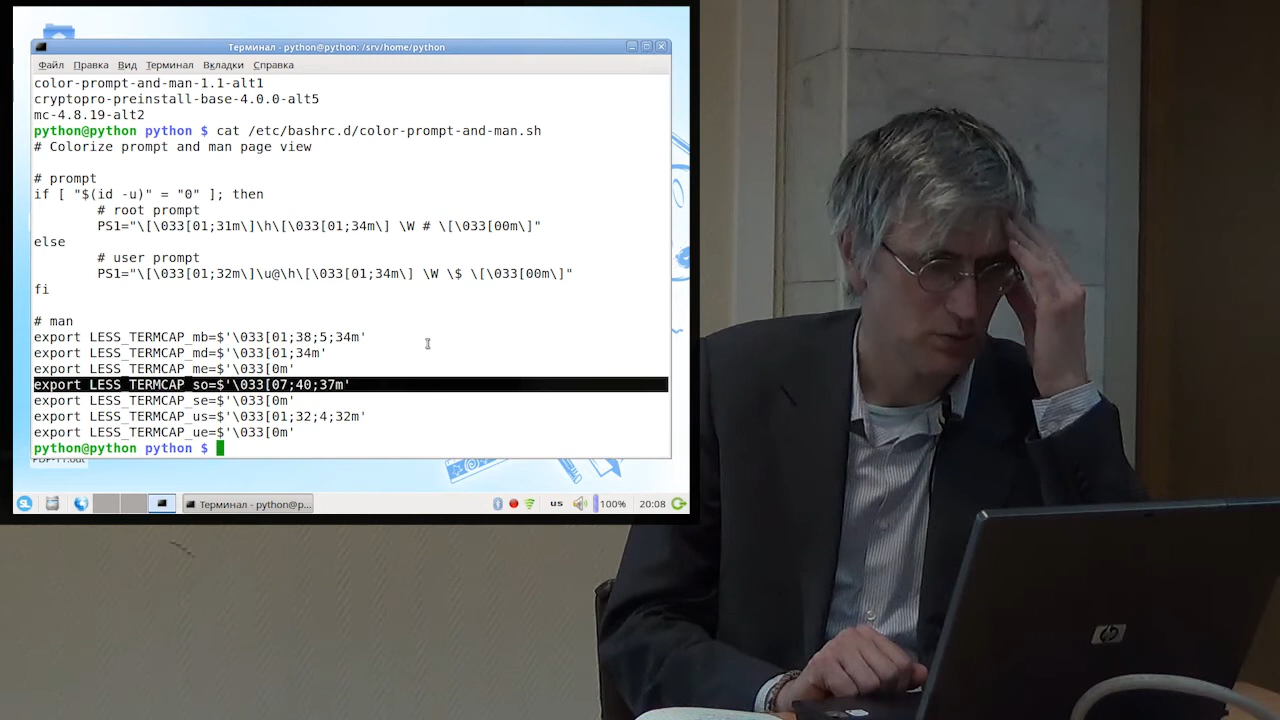 Терминал - python@python: /srv/home/python
Файл Правка Вид Терминал Вкладки Справка
color-prompt-and-man-1.1-alt1
cryptopro-preinstall-base-4.0.0-alt5
mc-4.8.19-alt2
python@python python $ cat /etc/bashrc.d/color-prompt-and-man.sh
# Colorize prompt and man page view
# prompt
if [ "$(id -u)" = "0" ]; then
# root prompt
PS1="\[\033[01;31m\]\h\[\033[01;34m\] \W # \[\033[00m\]"
else
# user prompt
PS1="\[\033[01;32m\]\u@\h\[\033[01;34m\] \W \$ \[\033[00m\]"
fi
# man
export LESS_TERMCAP_mb=$'\033[01;38;5;34m'
export LESS_TERMCAP_md=$'\033[01;34m'
export LESS_TERMCAP_me=$'\033[0m'
export LESS_TERMCAP_so=$'\033[07;40;37m'
export LESS_TERMCAP_se=$'\033[0m'
export LESS_TERMCAP_us=$'\033[01;32;4;32m'
export LESS_TERMCAP_ue=$'\033[0m'
python@python python $
SL Терминал - python@p... us 100% 20:08
hp